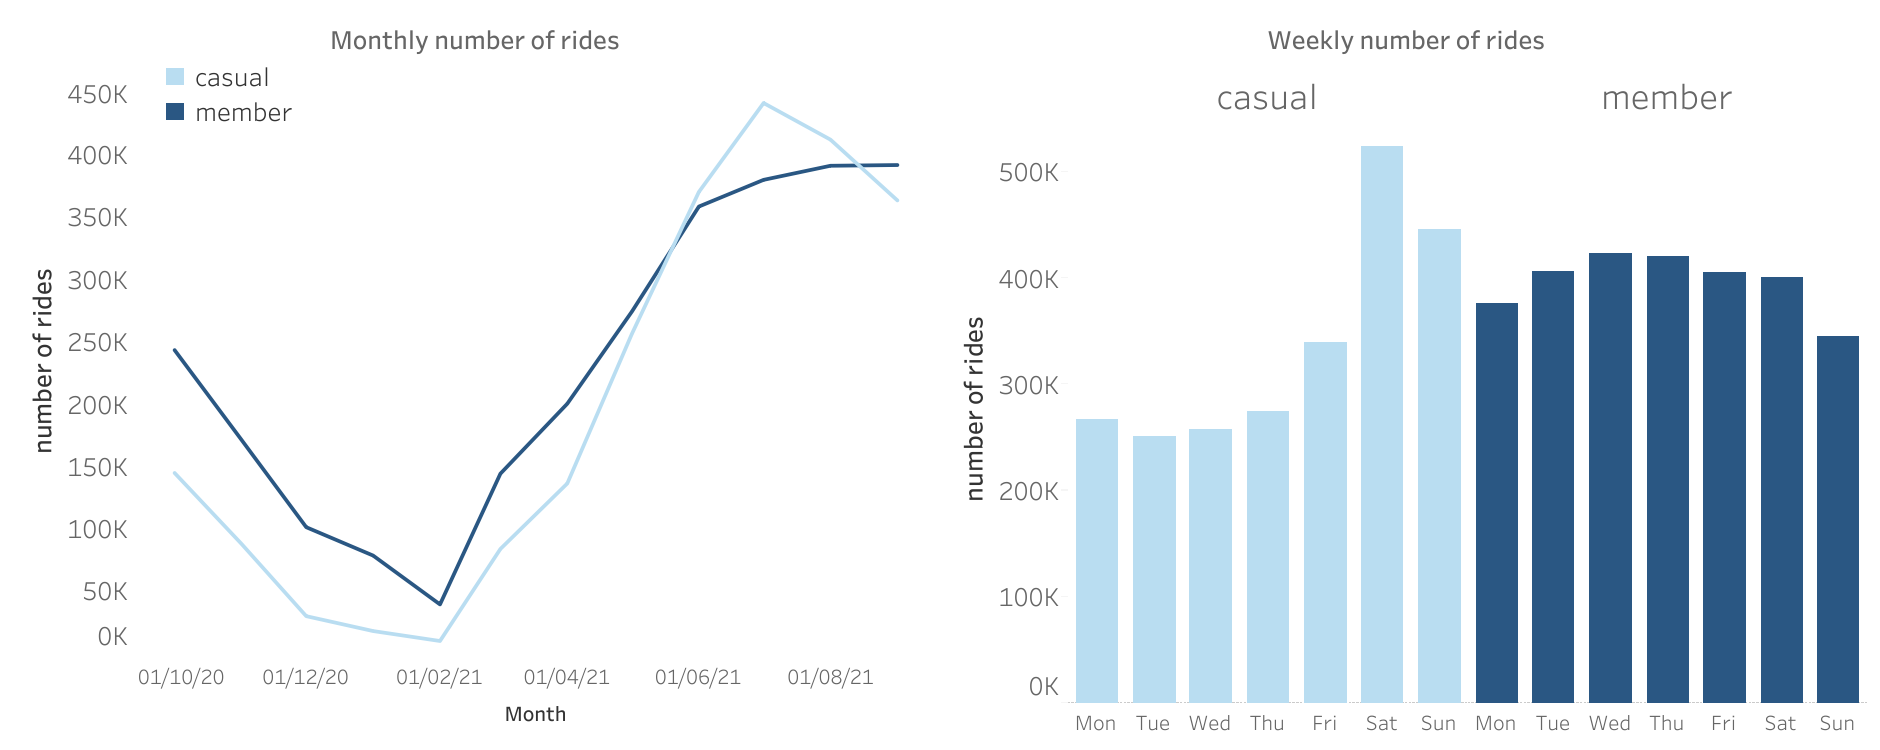 Monthly number of rides
casual
member
450K
400K
350K
300K
250K
200K
150K
100K
50K
0K
number of rides
01/10/20 01/12/20 01/02/21 01/04/21 01/06/21 01/08/21
Month
Weekly number of rides
casual member
500K
400K
300K
200K
100K
0K
number of rides
Mon Tue Wed Thu Fri Sat Sun Mon Tue Wed Thu Fri Sat Sun